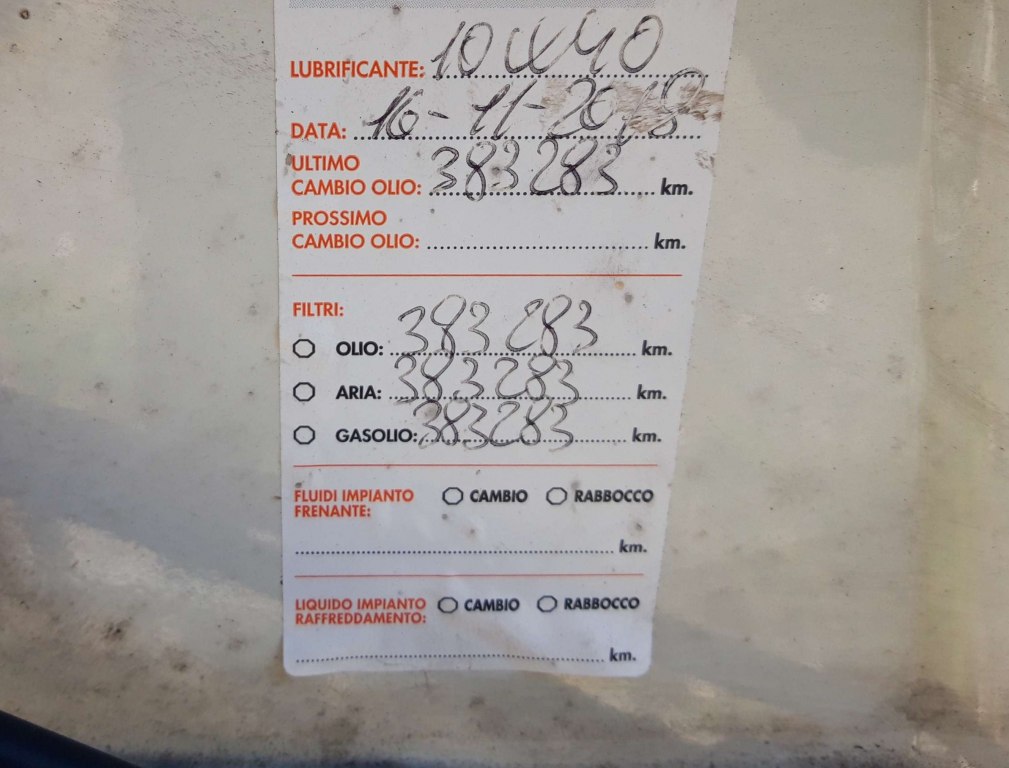 LUBRIFICANTE: 10W40
DATA: 16-11-2018
ULTIMO
CAMBIO OLIO: 383283 km.
PROSSIMO
CAMBIO OLIO: km.
FILTRI:
OLIO: 383283 km.
ARIA: 383283 km.
GASOLIO: 383283 km.
FLUIDI IMPIANTO CAMBIO RABBOCCO
FRENANTE:
km.
LIQUIDO IMPIANTO CAMBIO RABBOCCO
RAFFREDDAMENTO:
km.